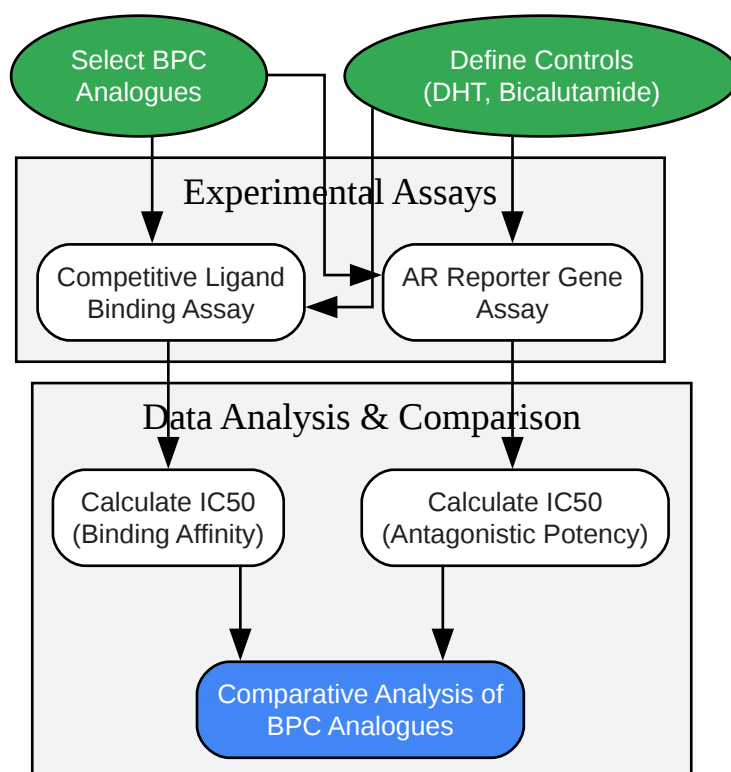 Select BPC
Analogues
Define Controls
(DHT, Bicalutamide)
Experimental Assays
Competitive Ligand
Binding Assay
AR Reporter Gene
Assay
Data Analysis & Comparison
Calculate IC50
(Binding Affinity)
Calculate IC50
(Antagonistic Potency)
Comparative Analysis of
BPC Analogues